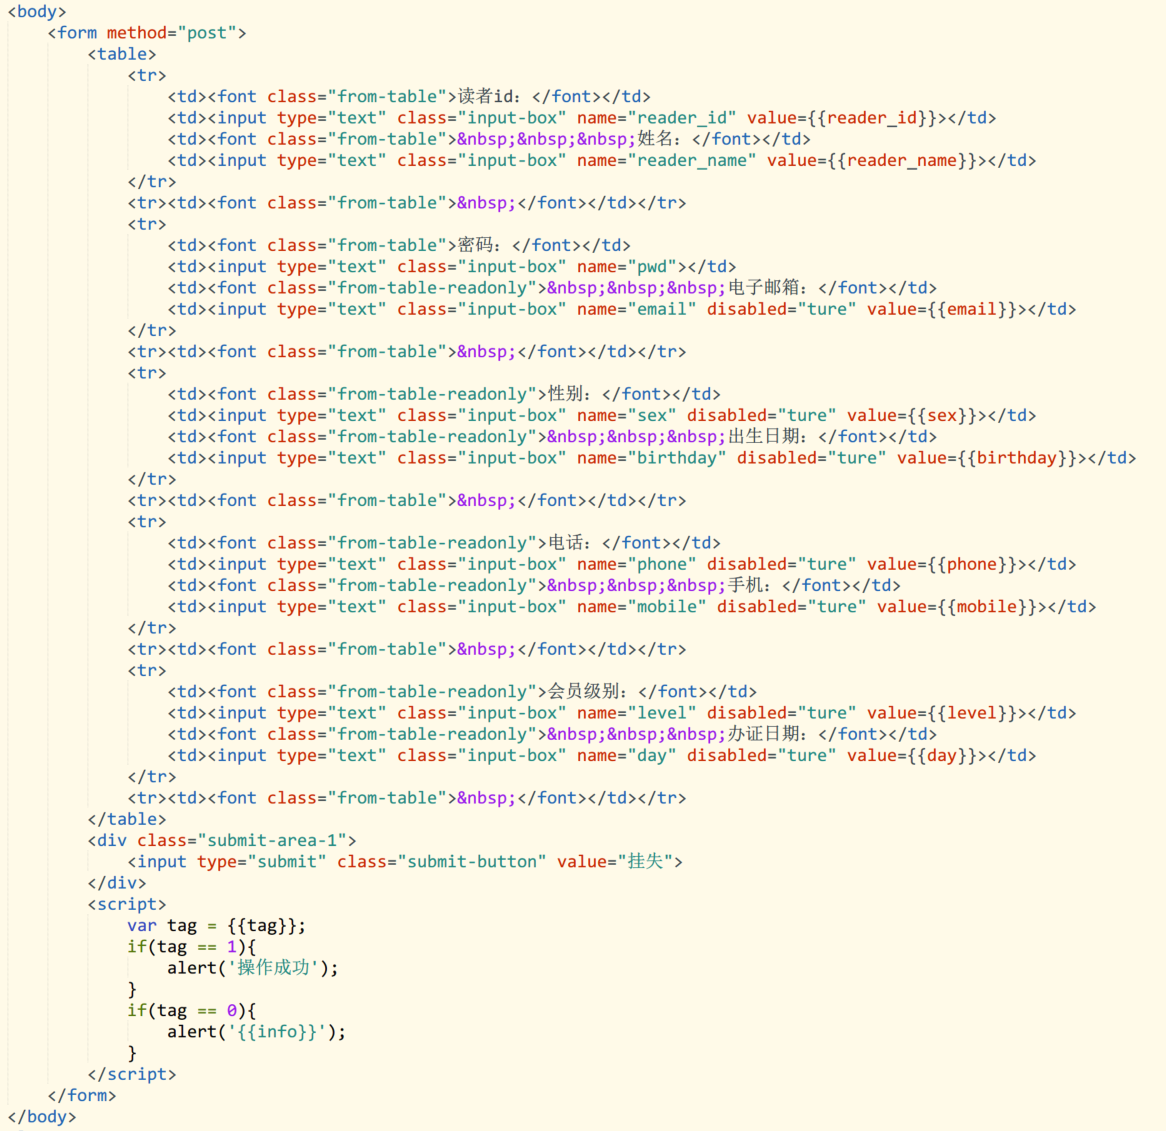 <body>
<form method="post">
<table>
<tr>
<td><font class="from-table">读者id：</font></td>
<td><input type="text" class="input-box" name="reader_id" value={{reader_id}}></td>
<td><font class="from-table">&nbsp;&nbsp;&nbsp;姓名：</font></td>
<td><input type="text" class="input-box" name="reader_name" value={{reader_name}}></td>
</tr>
<tr><td><font class="from-table">&nbsp;</font></td></tr>
<tr>
<td><font class="from-table">密码：</font></td>
<td><input type="text" class="input-box" name="pwd"></td>
<td><font class="from-table-readonly">&nbsp;&nbsp;&nbsp;电子邮箱：</font></td>
<td><input type="text" class="input-box" name="email" disabled="ture" value={{email}}></td>
</tr>
<tr><td><font class="from-table">&nbsp;</font></td></tr>
<tr>
<td><font class="from-table-readonly">性别：</font></td>
<td><input type="text" class="input-box" name="sex" disabled="ture" value={{sex}}></td>
<td><font class="from-table-readonly">&nbsp;&nbsp;&nbsp;出生日期：</font></td>
<td><input type="text" class="input-box" name="birthday" disabled="ture" value={{birthday}}></td>
</tr>
<tr><td><font class="from-table">&nbsp;</font></td></tr>
<tr>
<td><font class="from-table-readonly">电话：</font></td>
<td><input type="text" class="input-box" name="phone" disabled="ture" value={{phone}}></td>
<td><font class="from-table-readonly">&nbsp;&nbsp;&nbsp;手机：</font></td>
<td><input type="text" class="input-box" name="mobile" disabled="ture" value={{mobile}}></td>
</tr>
<tr><td><font class="from-table">&nbsp;</font></td></tr>
<tr>
<td><font class="from-table-readonly">会员级别：</font></td>
<td><input type="text" class="input-box" name="level" disabled="ture" value={{level}}></td>
<td><font class="from-table-readonly">&nbsp;&nbsp;&nbsp;办证日期：</font></td>
<td><input type="text" class="input-box" name="day" disabled="ture" value={{day}}></td>
</tr>
<tr><td><font class="from-table">&nbsp;</font></td></tr>
</table>
<div class="submit-area-1">
<input type="submit" class="submit-button" value="挂失">
</div>
<script>
var tag = {{tag}};
if(tag == 1){
alert('操作成功');
}
if(tag == 0){
alert('{{info}}');
}
</script>
</form>
</body>